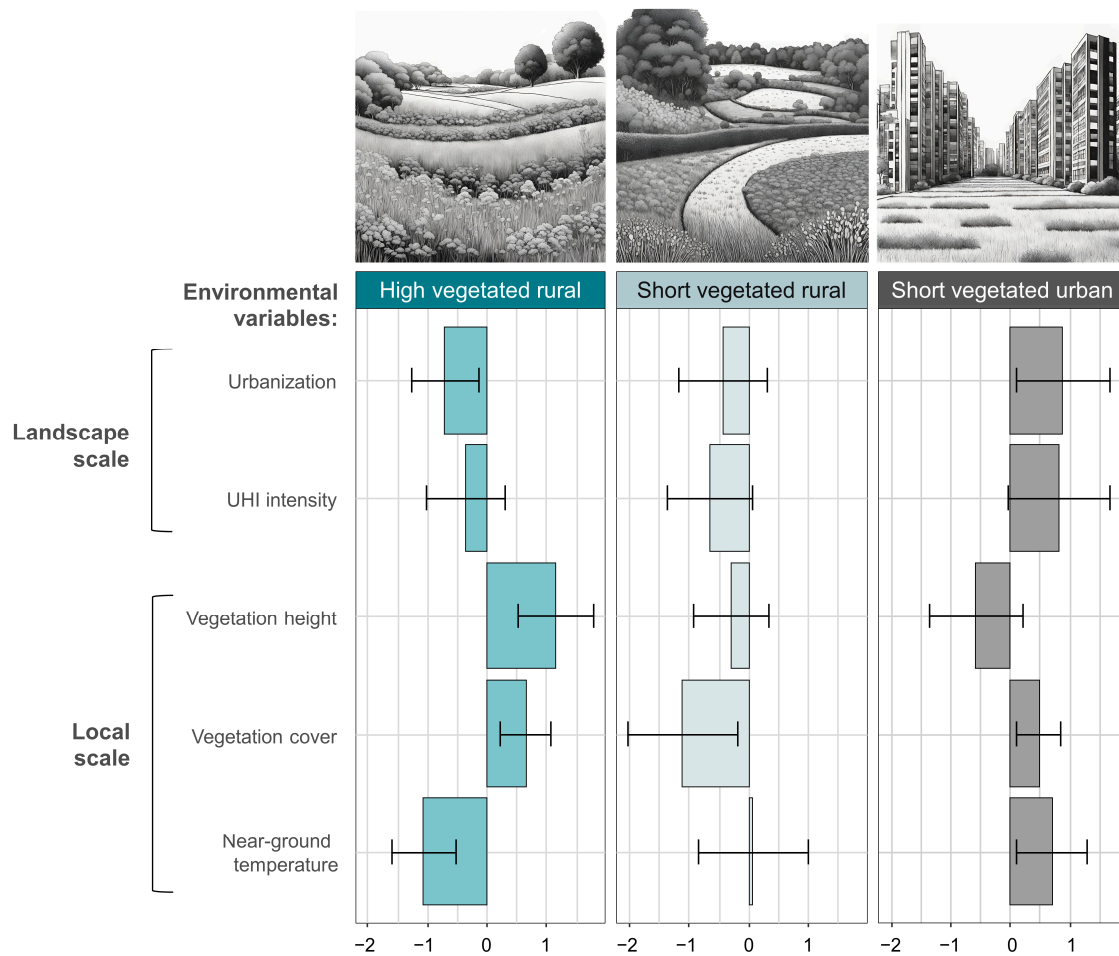 High vegetated rural
Short vegetated rural
Short vegetated urban
Environmental
variables:
Landscape
scale
Urbanization
UHI intensity
Local
scale
Vegetation height
Vegetation cover
Near-ground
temperature
−2 −1 0 1
−2 −1 0 1
−2 −1 0 1